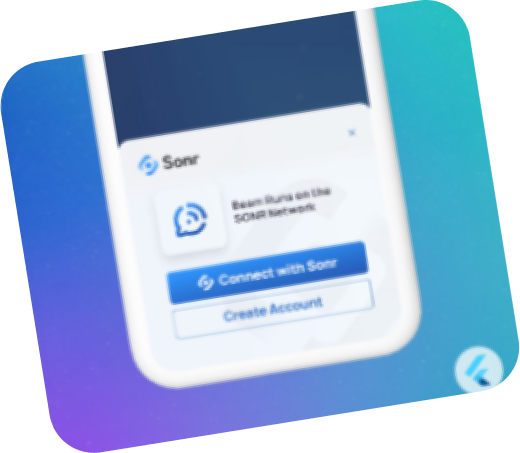 Sonr
Beam Runs on the
SONR Network
Connect with Sonr
Create Account